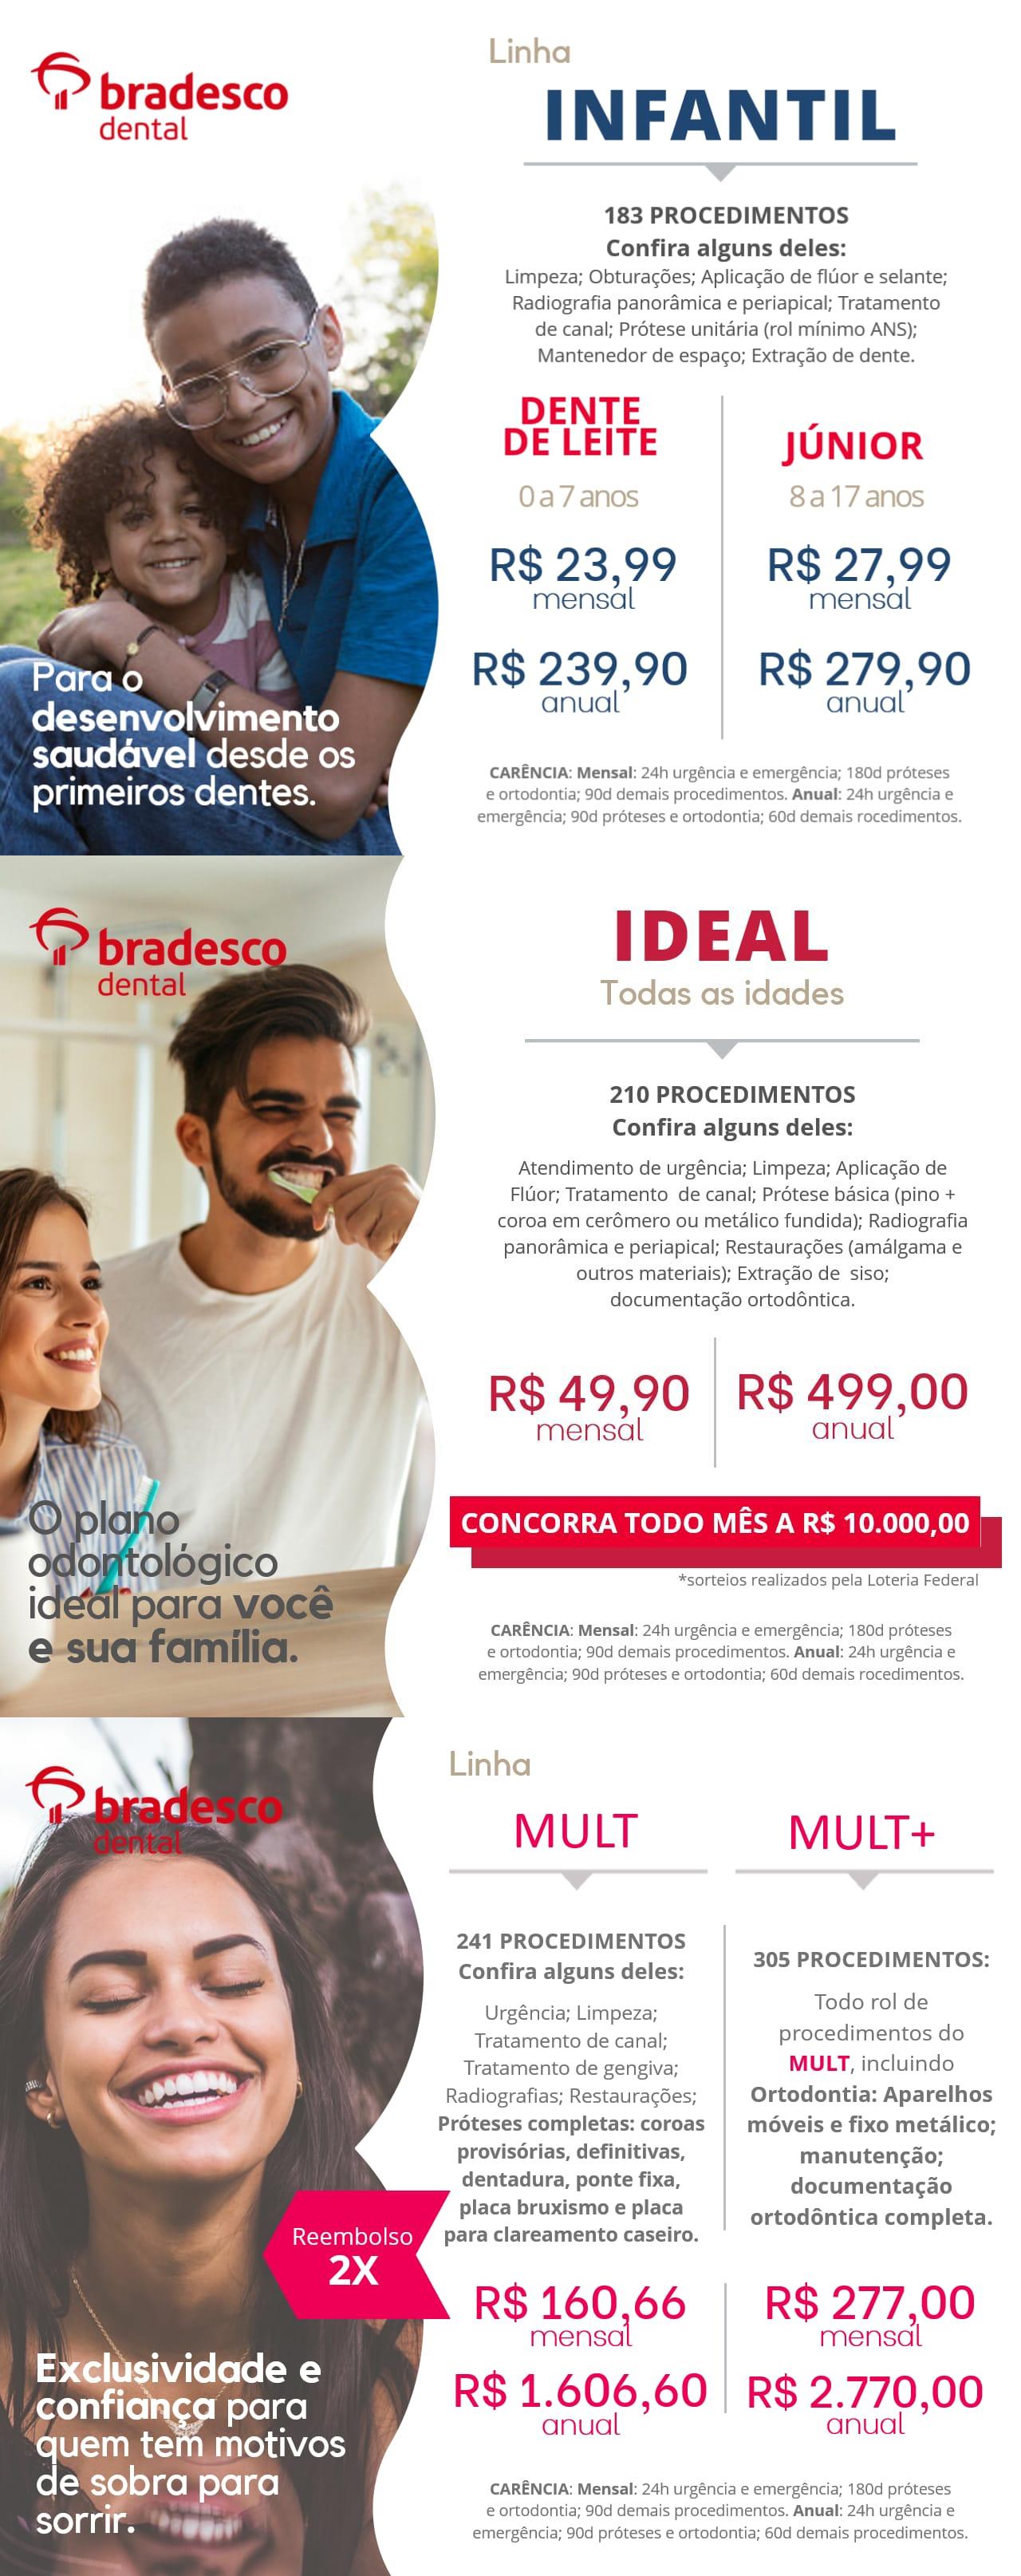 bradesco
dental
Linha
INFANTIL
183 PROCEDIMENTOS
Confira alguns deles:
Limpeza; Obturações; Aplicação de flúor e selante;
Radiografia panorâmica e periapical; Tratamento
de canal; Prótese unitária (rol mínimo ANS);
Mantenedor de espaço; Extração de dente.
DENTE
DE LEITE
0 a 7 anos
R$ 23,99
mensal
R$ 239,90
anual
JÚNIOR
8 a 17 anos
R$ 27,99
mensal
R$ 279,90
anual
Para o
desenvolvimento
saudável desde os
primeiros dentes.
CARÊNCIA: Mensal: 24h urgência e emergência; 180d próteses
e ortodontia; 90d demais procedimentos. Anual: 24h urgência e
emergência; 90d próteses e ortodontia; 60d demais rocedimentos.
bradesco
dental
IDEAL
Todas as idades
210 PROCEDIMENTOS
Confira alguns deles:
Atendimento de urgência; Limpeza; Aplicação de
Flúor; Tratamento de canal; Prótese básica (pino +
coroa em cerômero ou metálico fundida); Radiografia
panorâmica e periapical; Restaurações (amálgama e
outros materiais); Extração de siso;
documentação ortodôntica.
R$ 49,90
mensal
R$ 499,00
anual
O plano
odontológico
ideal para você
e sua família.
CONCORRA TODO MÊS A R$ 10.000,00
*sorteios realizados pela Loteria Federal
CARÊNCIA: Mensal: 24h urgência e emergência; 180d próteses
e ortodontia; 90d demais procedimentos. Anual: 24h urgência e
emergência; 90d próteses e ortodontia; 60d demais rocedimentos.
bradesco
dental
Linha
MULT
241 PROCEDIMENTOS
Confira alguns deles:
Urgência; Limpeza;
Tratamento de canal;
Tratamento de gengiva;
Radiografias; Restaurações;
Próteses completas: coroas
provisórias, definitivas,
dentadura, ponte fixa,
placa bruxismo e placa
para clareamento caseiro.
R$ 160,66
mensal
R$ 1.606,60
anual
MULT+
305 PROCEDIMENTOS:
Todo rol de
procedimentos do
MULT, incluindo
Ortodontia: Aparelhos
móveis e fixo metálico;
manutenção;
documentação
ortodôntica completa.
R$ 277,00
mensal
R$ 2.770,00
anual
Reembolso
2X
Exclusividade e
confiança para
quem tem motivos
de sobra para
sorrir.
CARÊNCIA: Mensal: 24h urgência e emergência; 180d próteses
e ortodontia; 90d demais procedimentos. Anual: 24h urgência e
emergência; 90d próteses e ortodontia; 60d demais procedimentos.